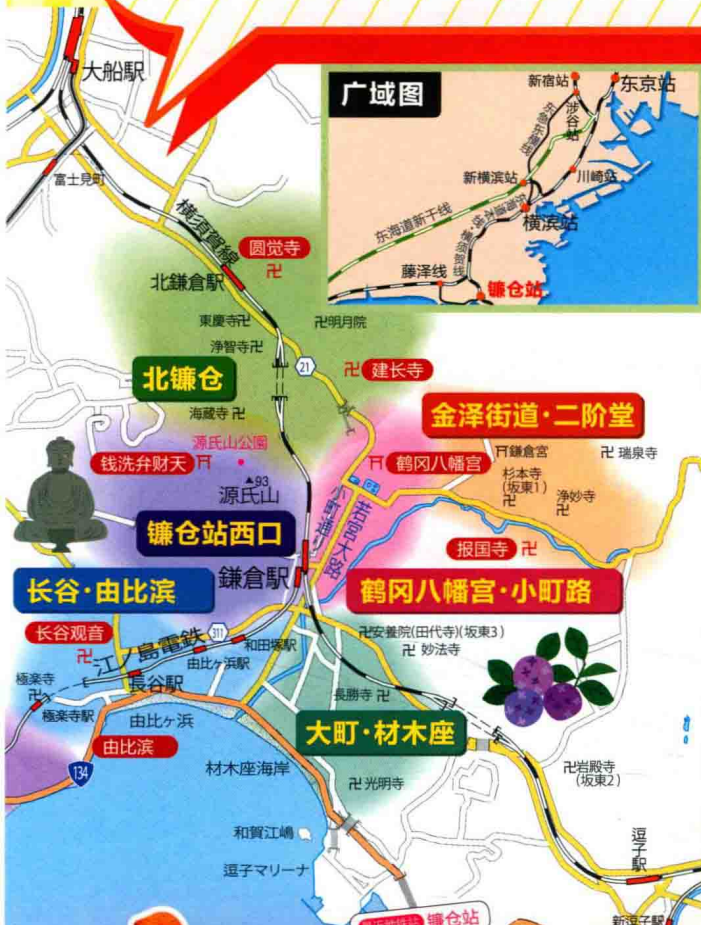 大船駅
富士見町
横須賀線
广域图
新宿站
东京站
涉谷站
东急东横线
新横滨站
川崎站
东海道新干线
横滨站
藤泽线
镰仓站
圆觉寺
北鎌倉駅
東慶寺
明月院
浄智寺
21
北镰仓
建长寺
海蔵寺
金泽街道·二阶堂
源氏山公園
钱洗弁财天
鹤冈八幡宫
鎌倉宮
瑞泉寺
杉本寺
(坂東1)
浄妙寺
▲93
源氏山
小町通り
若宮大路
镰仓站西口
报国寺
鎌倉駅
长谷·由比滨
鹤冈八幡宫·小町路
长谷观音
江ノ島電鉄
311
和田塚駅
由比ヶ浜駅
安養院(田代寺)(坂東3)
妙法寺
極楽寺
長谷駅
極楽寺駅
由比ヶ浜
長勝寺
由比滨
大町·材木座
134
材木座海岸
光明寺
岩殿寺
(坂東2)
和賀江嶋
逗子マリーナ
逗子駅
镰仓站
新逗子駅